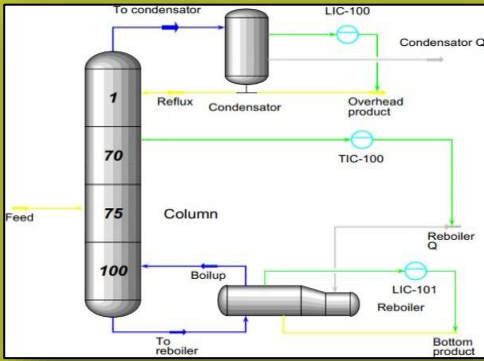 To condensator
LIC-100
Condensator Q
Reflux
Condensator
Overhead
product
1
70
TIC-100
75
Column
Feed
Reboiler
Q
100
Boilup
LIC-101
Reboiler
To
reboiler
Bottom
product